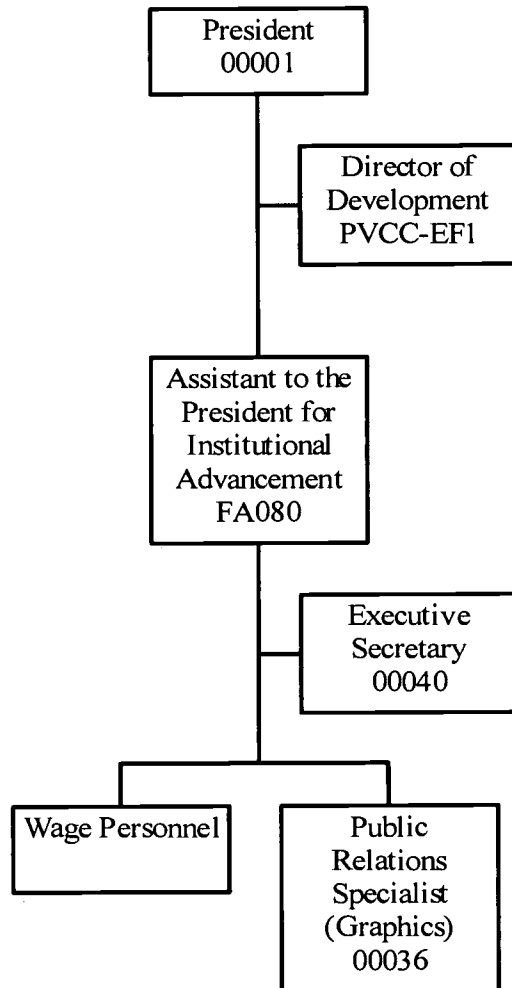 President
00001
Director of
Development
PVCC-EF1
Assistant to the
President for
Institutional
Advancement
FA080
Executive
Secretary
00040
Wage Personnel
Public
Relations
Specialist
(Graphics)
00036